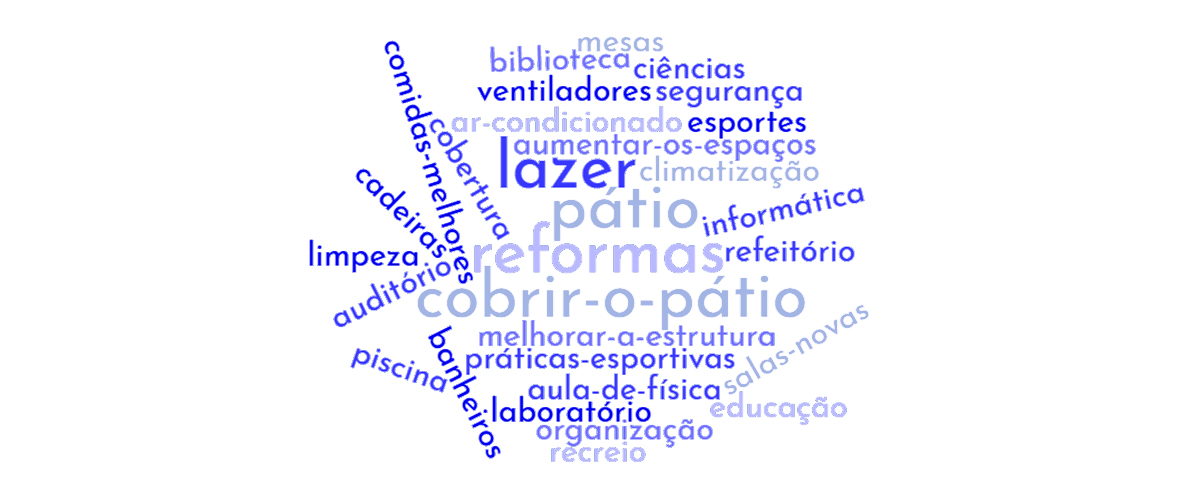 mesas
biblioteca
ciências
ventiladores
segurança
ar-condicionado
esportes
aumentar-os-espaços
lazer
climatização
comidas-melhores
cobertura
cadeiras
pátio
informática
reformas
refeitório
limpeza
auditório
cobrir-o-pátio
melhorar-a-estrutura
salas-novas
banheiros
piscina
práticas-esportivas
aula-de-física
laboratório
educação
organização
recreio